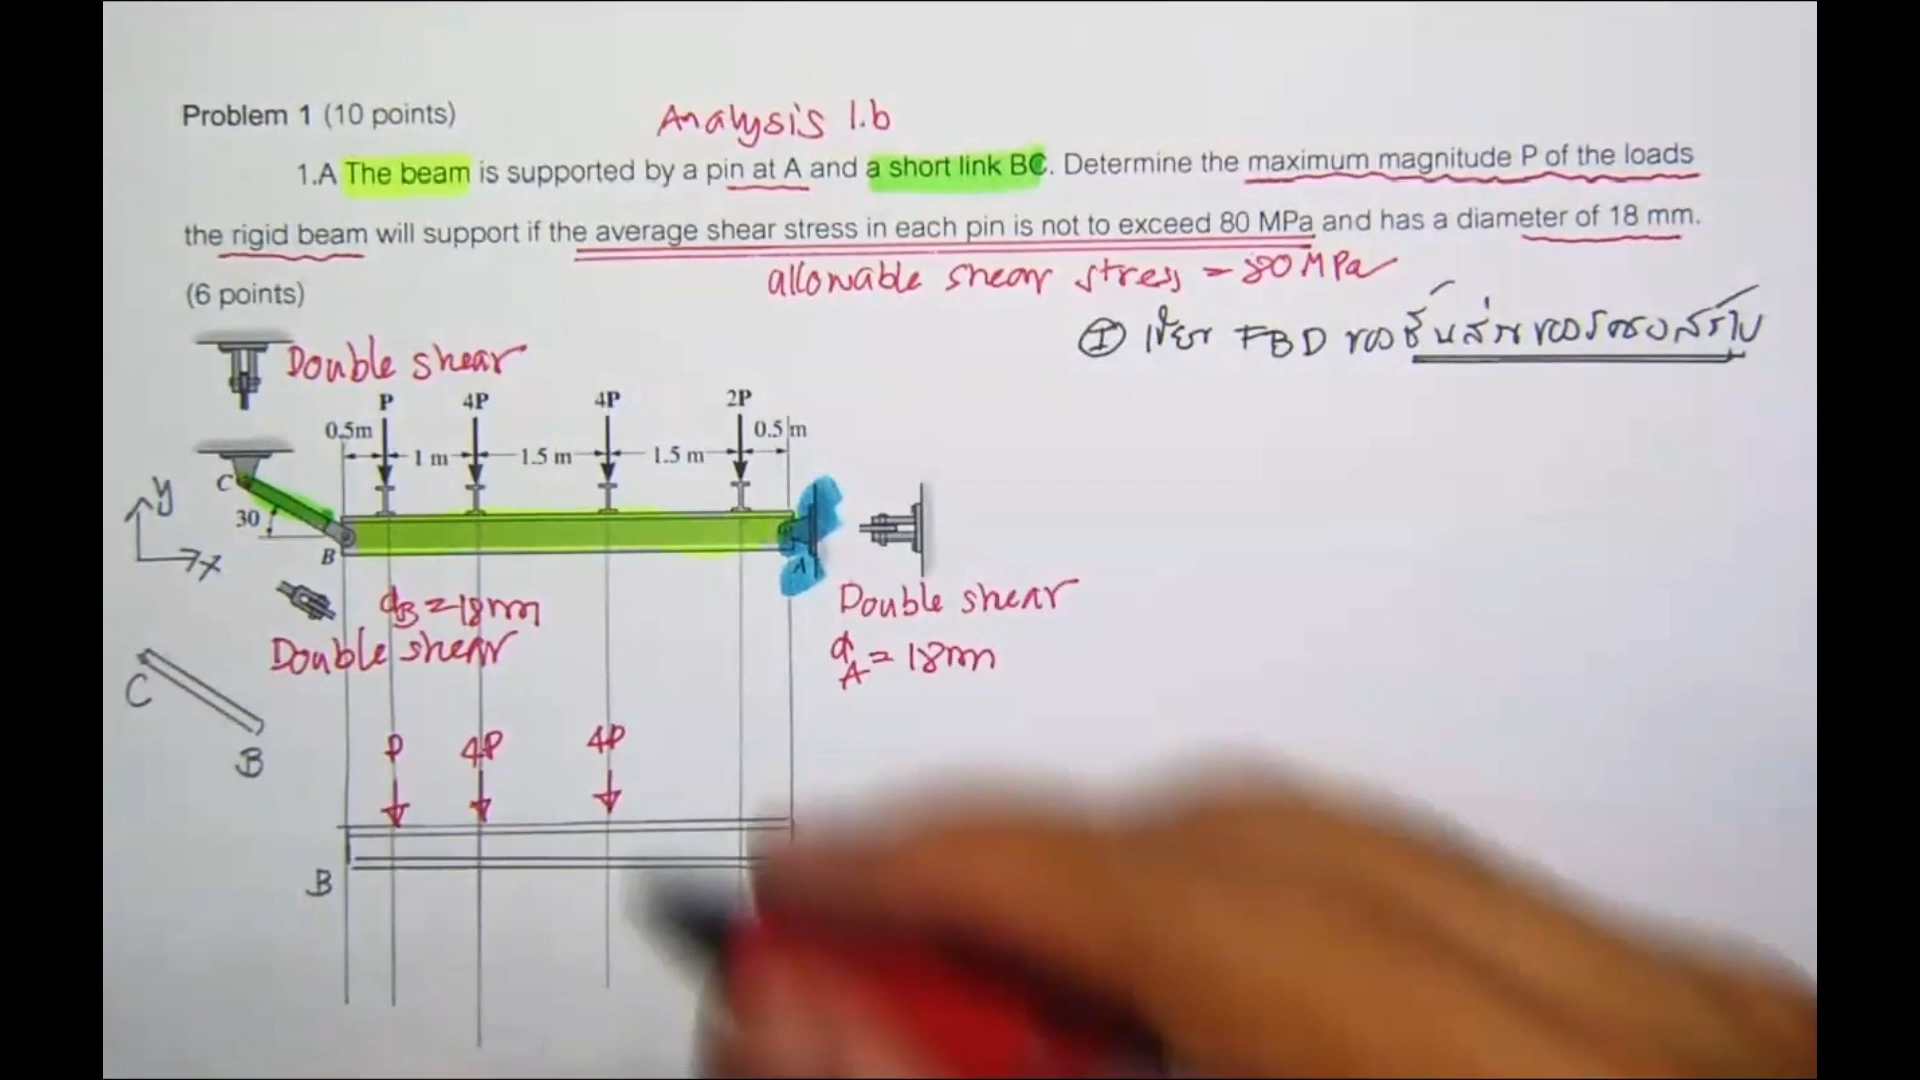 Problem 1 (10 points)
Analysis 1.b
1.A The beam is supported by a pin at A and a short link BC. Determine the maximum magnitude P of the loads
the rigid beam will support if the average shear stress in each pin is not to exceed 80 MPa and has a diameter of 18 mm.
allowable shear stress = 80 MPa
(6 points)
① เขียน FBD ของชิ้นส่วนของโครงสร้าง
Double shear
P 4P 4P 2P
0.5m 1 m 1.5 m 1.5 m 0.5 m
C
y
30
B
x
A
dB = 18 mm
Double shear
Double shear
dA = 18 mm
C
B
P 4P 4P
B